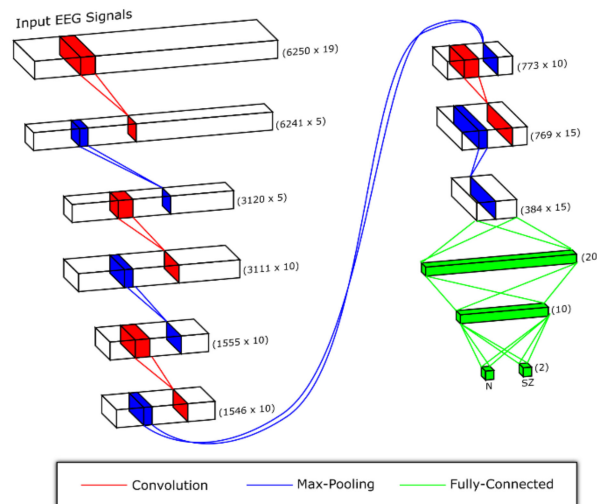 Input EEG Signals
(6250 x 19)
(6241 x 5)
(3120 x 5)
(3111 x 10)
(1555 x 10)
(1546 x 10)
(773 x 10)
(769 x 15)
(384 x 15)
(20
(10)
(2)
N
SZ
Convolution
Max-Pooling
Fully-Connected